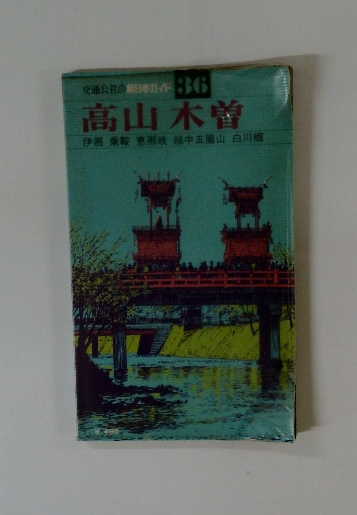 交通公社の新日本ガイド 36
高山 木曽
伊那 乗鞍 恵那峡 越中五箇山 白川郷